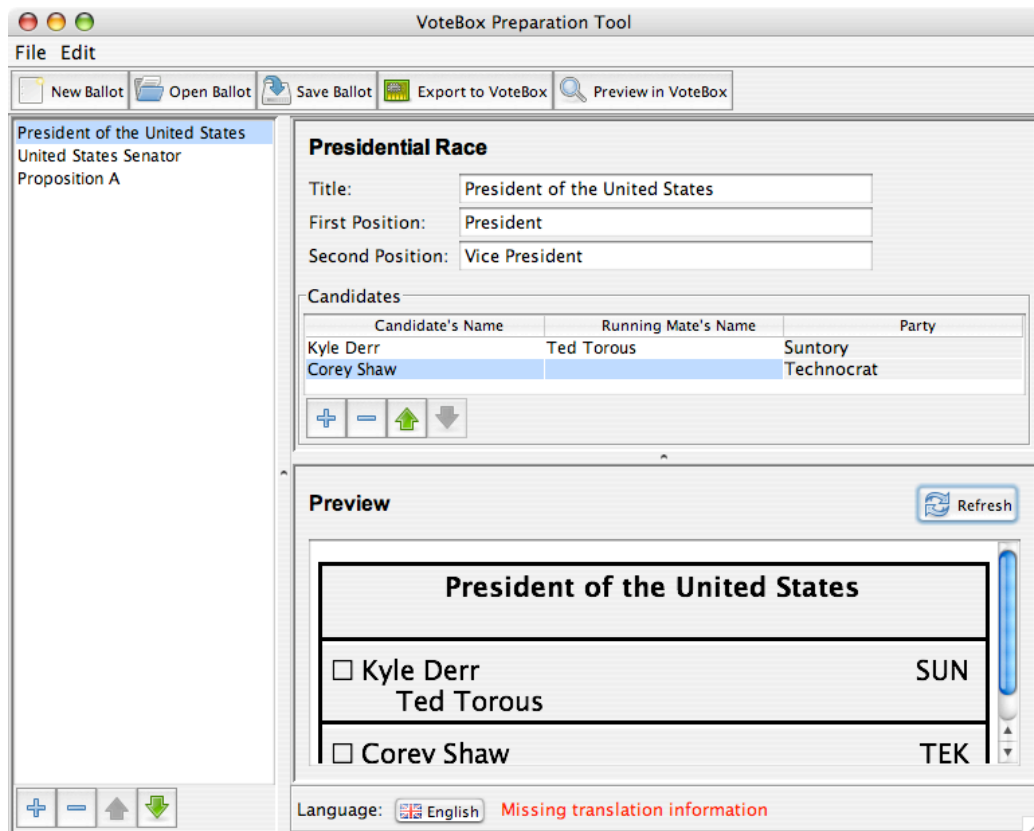 VoteBox Preparation Tool
File Edit
New Ballot Open Ballot Save Ballot Export to VoteBox Preview in VoteBox
President of the United States
United States Senator
Proposition A
Presidential Race
Title: President of the United States
First Position: President
Second Position: Vice President
Candidates
Candidate's Name Running Mate's Name Party
Kyle Derr Ted Torous Suntory
Corey Shaw Technocrat
Preview Refresh
President of the United States
Kyle Derr SUN
Ted Torous
Corey Shaw TEK
Language: English Missing translation information